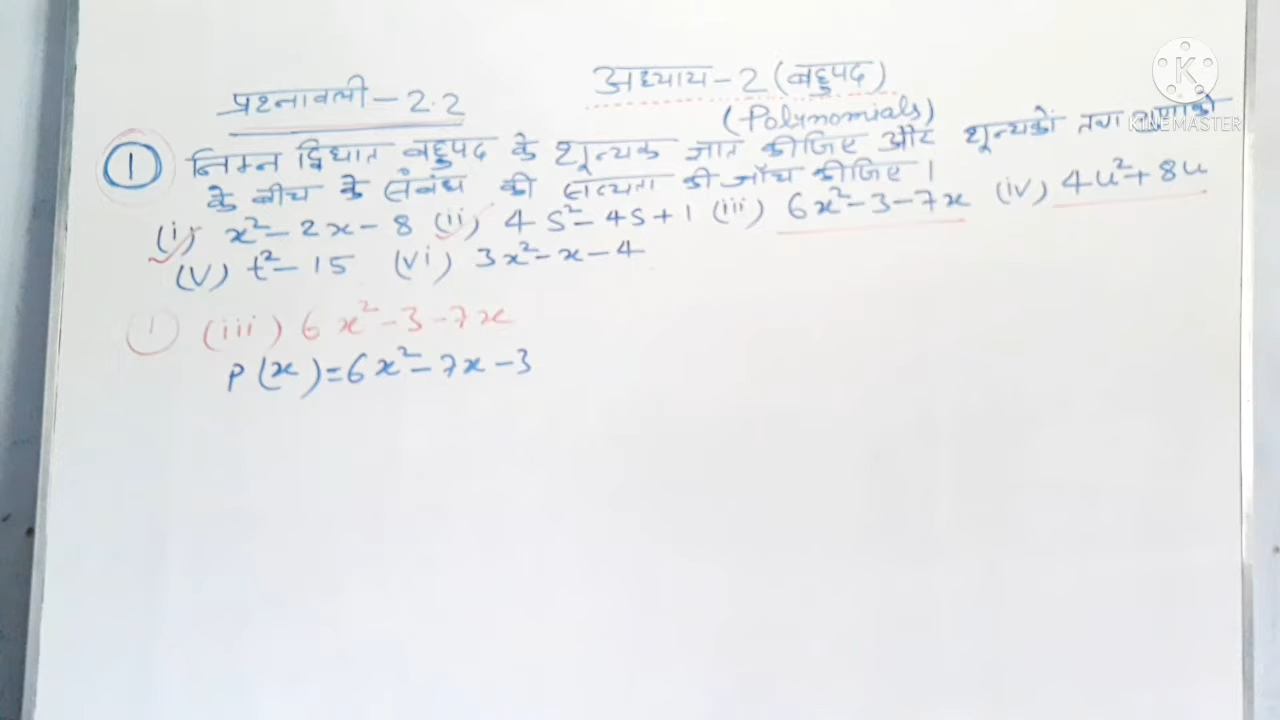 प्रश्नावली-2.2
अध्याय-2 (बहुपद)
(Polynomials)
K
KINEMASTER
1 निम्न द्विघात बहुपद के शून्यक ज्ञात कीजिए और शून्यकों तथा
के बीच के संबंध की सत्यता की जाँच कीजिए।
(i) x²-2x-8 (ii) 4s²-4s+1 (iii) 6x²-3-7x (iv) 4u²+8u
(v) t²-15 (vi) 3x²-x-4
1 (iii) 6x²-3-7x
P(x)=6x²-7x-3